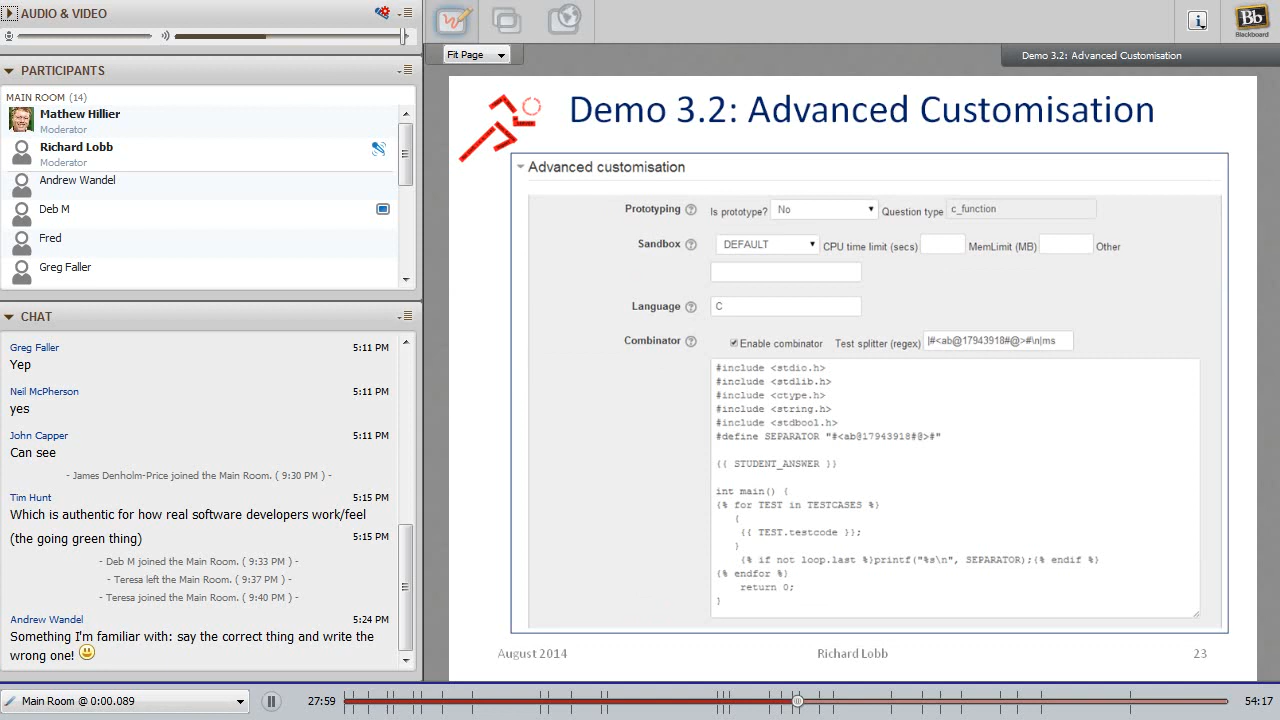 AUDIO & VIDEO
PARTICIPANTS
MAIN ROOM (14)
Mathew Hillier
Moderator
Richard Lobb
Moderator
Andrew Wandel
Deb M
Fred
Greg Faller
CHAT
Greg Faller 5:11 PM
Yep
Neil McPherson 5:11 PM
yes
John Capper 5:11 PM
Can see
- James Denholm-Price joined the Main Room. ( 9:30 PM ) -
Tim Hunt 5:15 PM
Wiris authentic for how real software developers work/feel
(the going green end) 5:15 PM
- Deb M joined the Main Room. ( 9:33 PM ) -
- Teresa left the Main Room. ( 9:37 PM ) -
- Teresa joined the Main Room. ( 9:40 PM ) -
Andrew Wandel 5:24 PM
Something I'm familiar with: say the correct thing and write the
wrong one!
Main Room @ 0:00.089
27:59
54:17
Bb
Blackboard
Fit Page
Demo 3.2: Advanced Customisation
Demo 3.2: Advanced Customisation
Advanced customisation
Prototyping Is prototype? No Question type c_function
Sandbox DEFAULT CPU time limit (secs) MemLimit (MB) Other
Language C
Combinator Enable combinator Test splitter (regex) |#<ab@17943918#@>#\n|ms
#include <stdio.h>
#include <stdlib.h>
#include <ctype.h>
#include <string.h>
#include <stdbool.h>
#define SEPARATOR "#<ab@17943918#@>#"
{{ STUDENT_ANSWER }}
int main() {
{% for TEST in TESTCASES %}
{
{{ TEST.testcode }};
}
{% if not loop.last %}printf("%s\n", SEPARATOR);{% endif %}
{% endfor %}
return 0;
}
August 2014
Richard Lobb
23